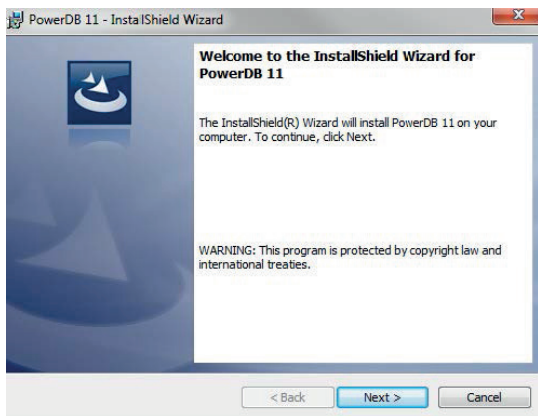 PowerDB 11 - InstallShield Wizard
X
Welcome to the InstallShield Wizard for
PowerDB 11
The InstallShield(R) Wizard will install PowerDB 11 on your
computer. To continue, click Next.
WARNING: This program is protected by copyright law and
international treaties.
< Back Next > Cancel